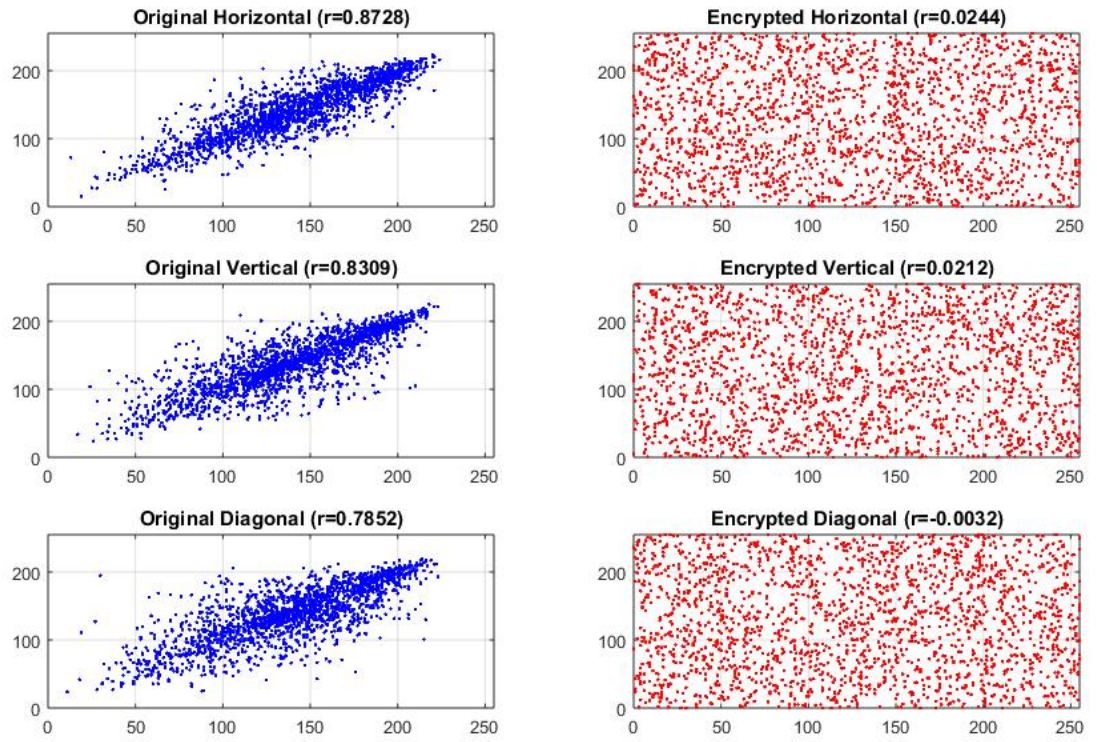 Original Horizontal (r=0.8728)
200
100
0
0 50 100 150 200 250
Encrypted Horizontal (r=0.0244)
200
100
0
0 50 100 150 200 250
Original Vertical (r=0.8309)
200
100
0
0 50 100 150 200 250
Encrypted Vertical (r=0.0212)
200
100
0
0 50 100 150 200 250
Original Diagonal (r=0.7852)
200
100
0
0 50 100 150 200 250
Encrypted Diagonal (r=-0.0032)
200
100
0
0 50 100 150 200 250